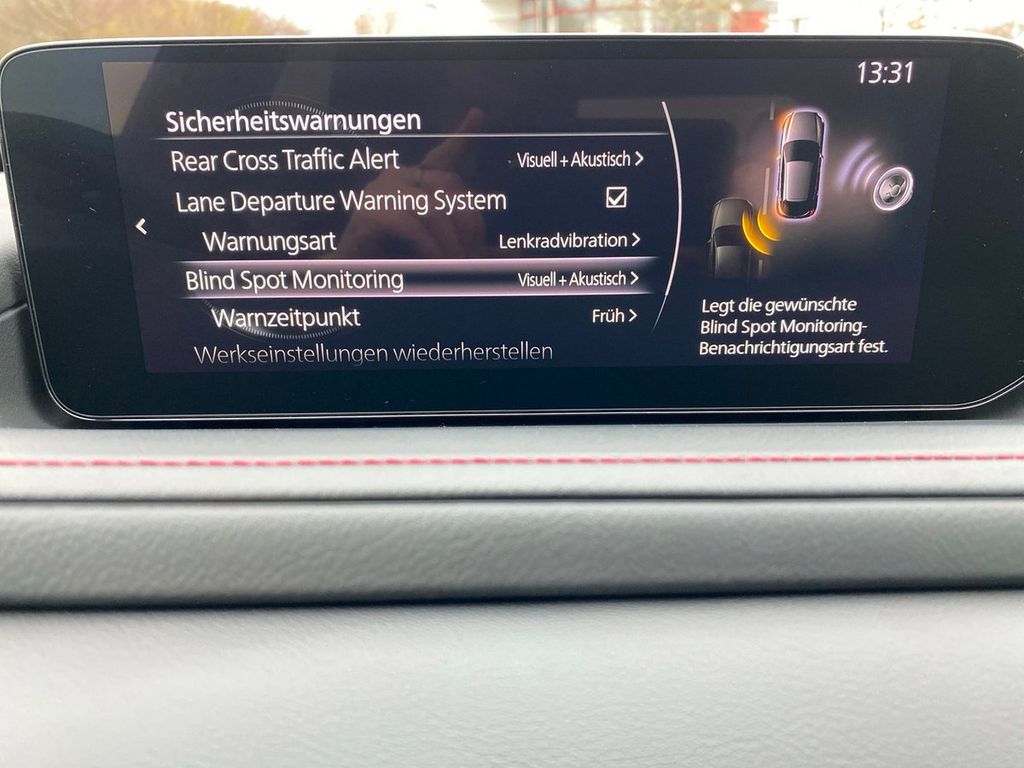 13:31
Sicherheitswarnungen
Rear Cross Traffic Alert Visuell + Akustisch >
Lane Departure Warning System
Warnungsart Lenkradvibration >
Blind Spot Monitoring Visuell + Akustisch >
Warnzeitpunkt Früh >
Werkseinstellungen wiederherstellen
Legt die gewünschte
Blind Spot Monitoring-
Benachrichtigungsart fest.